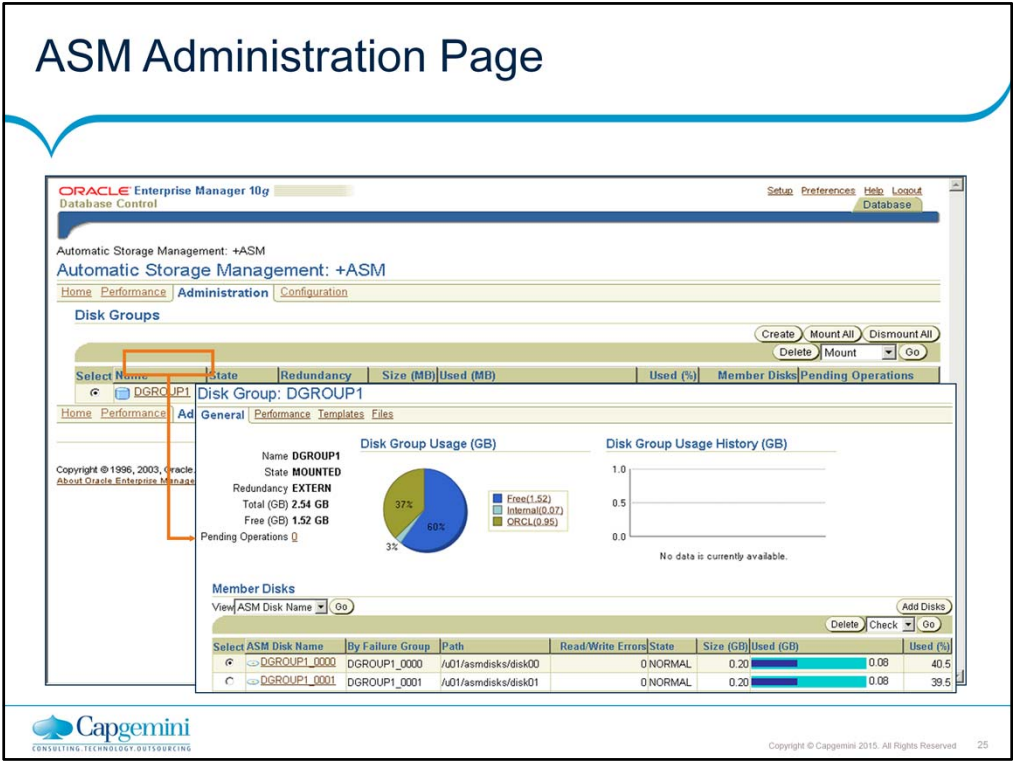 ASM Administration Page
ORACLE Enterprise Manager 10g
Database Control
Setup Preferences Help Logout
Database
Automatic Storage Management: +ASM
Automatic Storage Management: +ASM
Home Performance Administration Configuration
Disk Groups
Create Mount All Dismount All
Delete Mount Go
Select Name State Redundancy Size (MB) Used (MB) Used (%) Member Disks Pending Operations
DGROUP1
Home Performance Ad
Copyright © 1996, 2003, Oracle.
About Oracle Enterprise Manage
Disk Group: DGROUP1
General Performance Templates Files
Name DGROUP1
State MOUNTED
Redundancy EXTERN
Total (GB) 2.54 GB
Free (GB) 1.52 GB
Pending Operations 0
Disk Group Usage (GB)
37%
60%
3%
Free(1.52)
Internal(0.07)
ORCL(0.95)
Disk Group Usage History (GB)
1.0
0.5
0.0
No data is currently available.
Member Disks
View ASM Disk Name Go
Add Disks
Delete Check Go
Select ASM Disk Name By Failure Group Path Read/Write Errors State Size (GB) Used (GB) Used (%)
DGROUP1_0000 DGROUP1_0000 /u01/asmdisks/disk00 0 NORMAL 0.20 0.08 40.5
DGROUP1_0001 DGROUP1_0001 /u01/asmdisks/disk01 0 NORMAL 0.20 0.08 39.5
Capgemini
CONSULTING.TECHNOLOGY.OUTSOURCING
Copyright © Capgemini 2015. All Rights Reserved 25